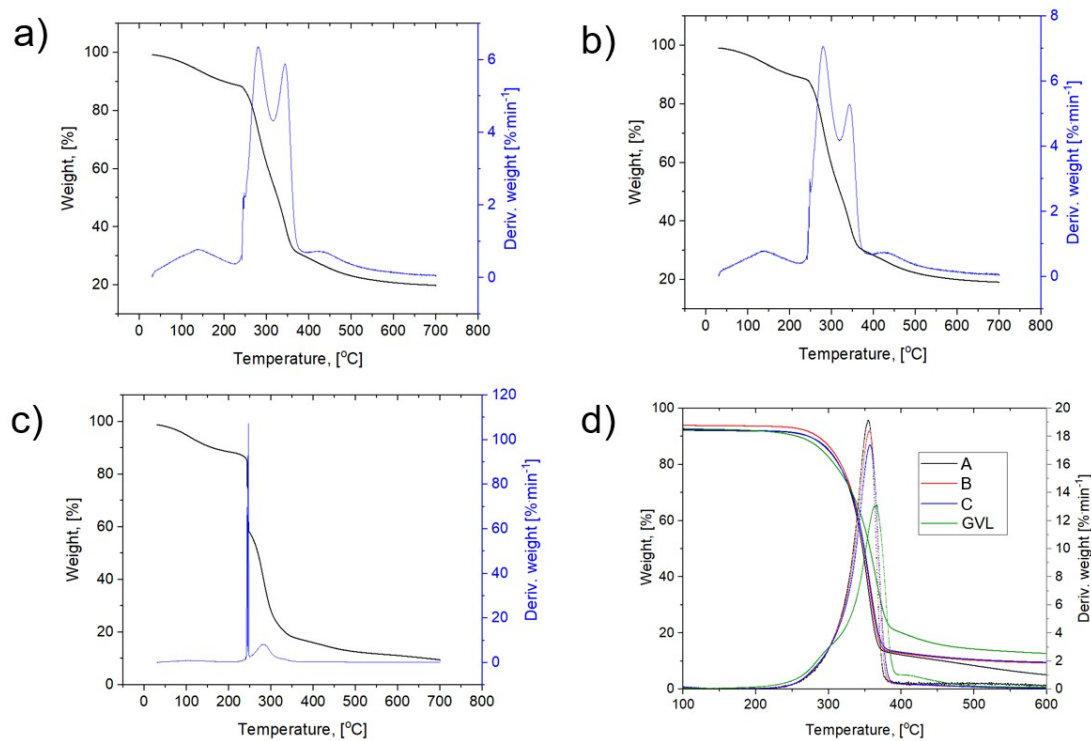 a)
100
80
60
40
20
Weight, [%]
6
4
2
0
Deriv. weight [%·min⁻¹]
0 100 200 300 400 500 600 700 800
Temperature, [°C]
b)
100
80
60
40
20
Weight, [%]
8
7
6
5
4
3
2
1
0
-1
Deriv. weight [%·min⁻¹]
0 100 200 300 400 500 600 700 800
Temperature, [°C]
c)
100
80
60
40
20
0
Weight, [%]
120
100
80
60
40
20
0
Deriv. weight [%·min⁻¹]
0 100 200 300 400 500 600 700 800
Temperature, [°C]
d)
100
80
60
40
20
0
Weight, [%]
20
18
16
14
12
10
8
6
4
2
0
Deriv. weight [%·min⁻¹]
A
B
C
GVL
100 200 300 400 500 600
Temperature, [°C]